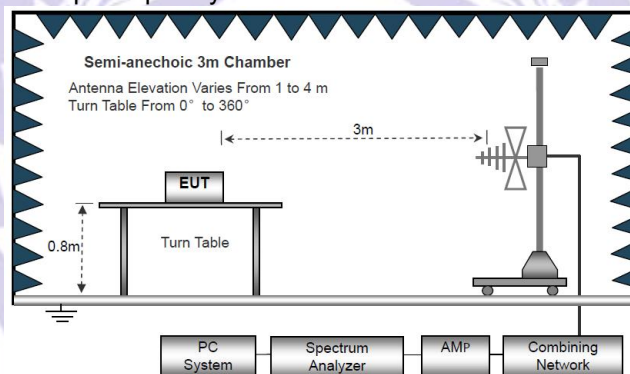 Semi-anechoic 3m Chamber
Antenna Elevation Varies From 1 to 4 m
Turn Table From 0° to 360°
3m
EUT
0.8m
Turn Table
PC System
Spectrum Analyzer
AMP
Combining Network